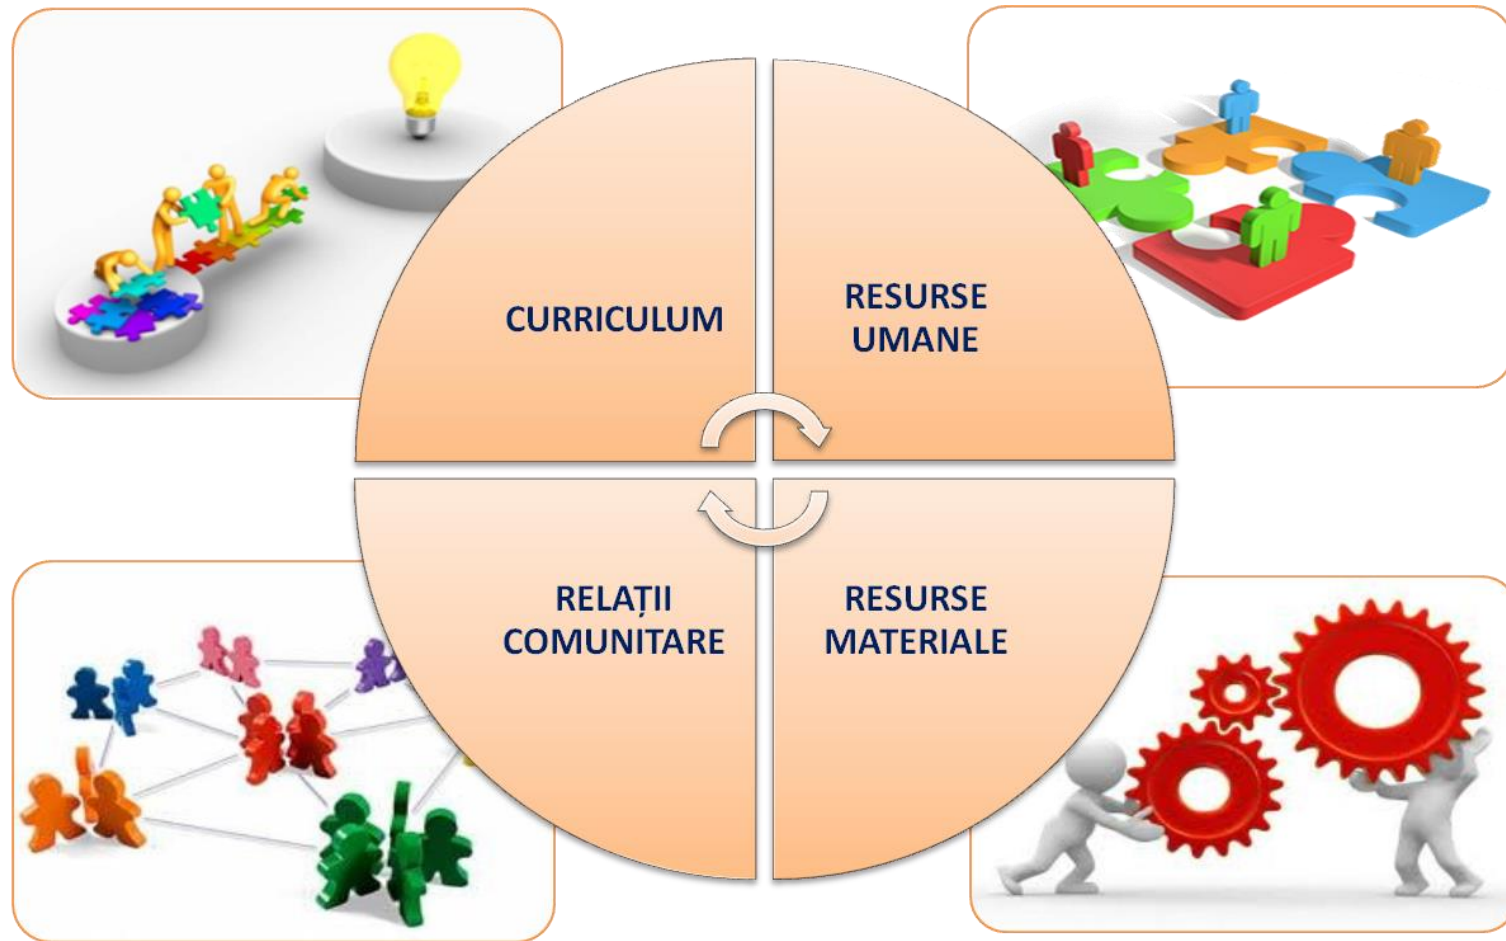 CURRICULUM
RESURSE
UMANE
RELAȚII
COMUNITARE
RESURSE
MATERIALE